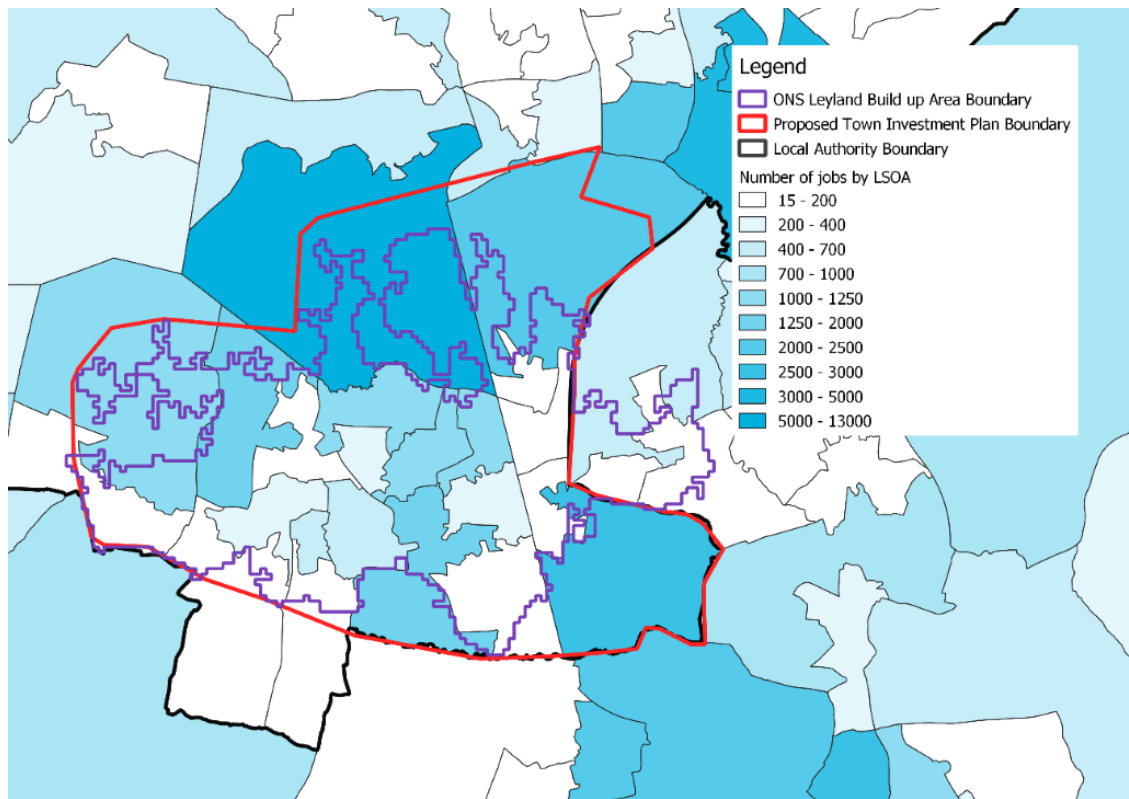 Legend
ONS Leyland Build up Area Boundary
Proposed Town Investment Plan Boundary
Local Authority Boundary
Number of jobs by LSOA
15 - 200
200 - 400
400 - 700
700 - 1000
1000 - 1250
1250 - 2000
2000 - 2500
2500 - 3000
3000 - 5000
5000 - 13000